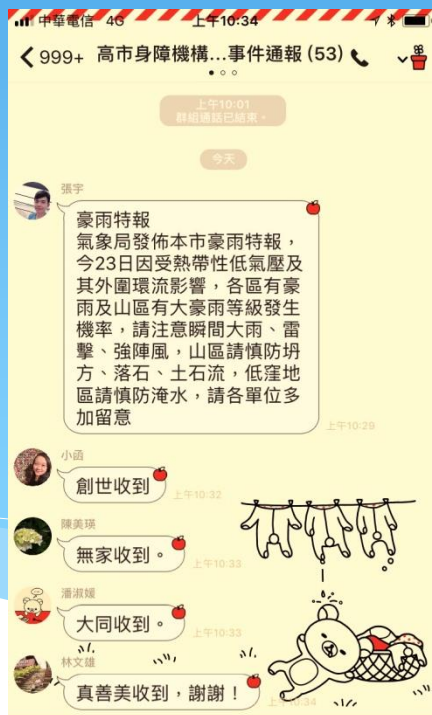 中華電信 4G 上午10:34
999+ 高市身障機構...事件通報 (53)
上午10:01
群組通話已結束。
今天
張宇
豪雨特報
氣象局發佈本市豪雨特報，
今23日因受熱帶性低氣壓及
其外圍環流影響，各區有豪
雨及山區有大豪雨等級發生
機率，請注意瞬間大雨、雷
擊、強陣風，山區請慎防坍
方、落石、土石流，低窪地
區請慎防淹水，請各單位多
加留意
上午10:29
小函
創世收到
上午10:32
陳美瑛
無家收到。
上午10:33
潘淑媛
大同收到。
上午10:33
林文雄
真善美收到，謝謝！
上午10:34